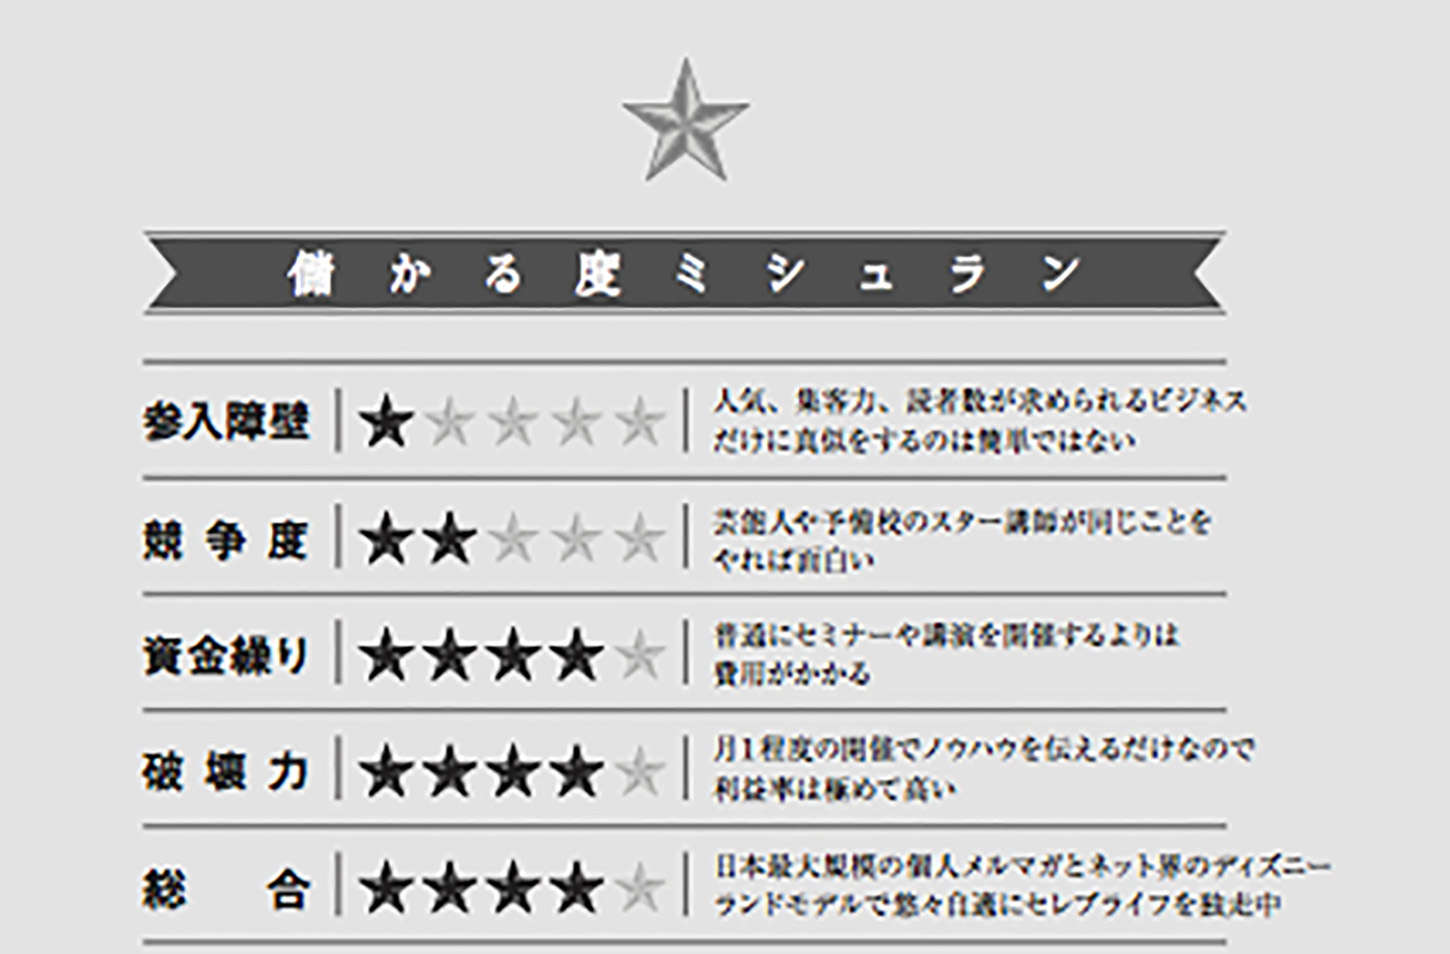 儲かる度ミシュラン
参入障壁
人気、集客力、読者数が求められるビジネス
だけに真似をするのは簡単ではない
競争度
芸能人や予備校のスター講師が同じことを
やれば面白い
資金繰り
普通にセミナーや講演を開催するよりは
費用がかかる
破壊力
月1程度の開催でノウハウを伝えるだけなので
利益率は極めて高い
総合
日本最大規模の個人メルマガとネット界のディズニー
ランドモデルで悠々自適にセレブライフを独走中